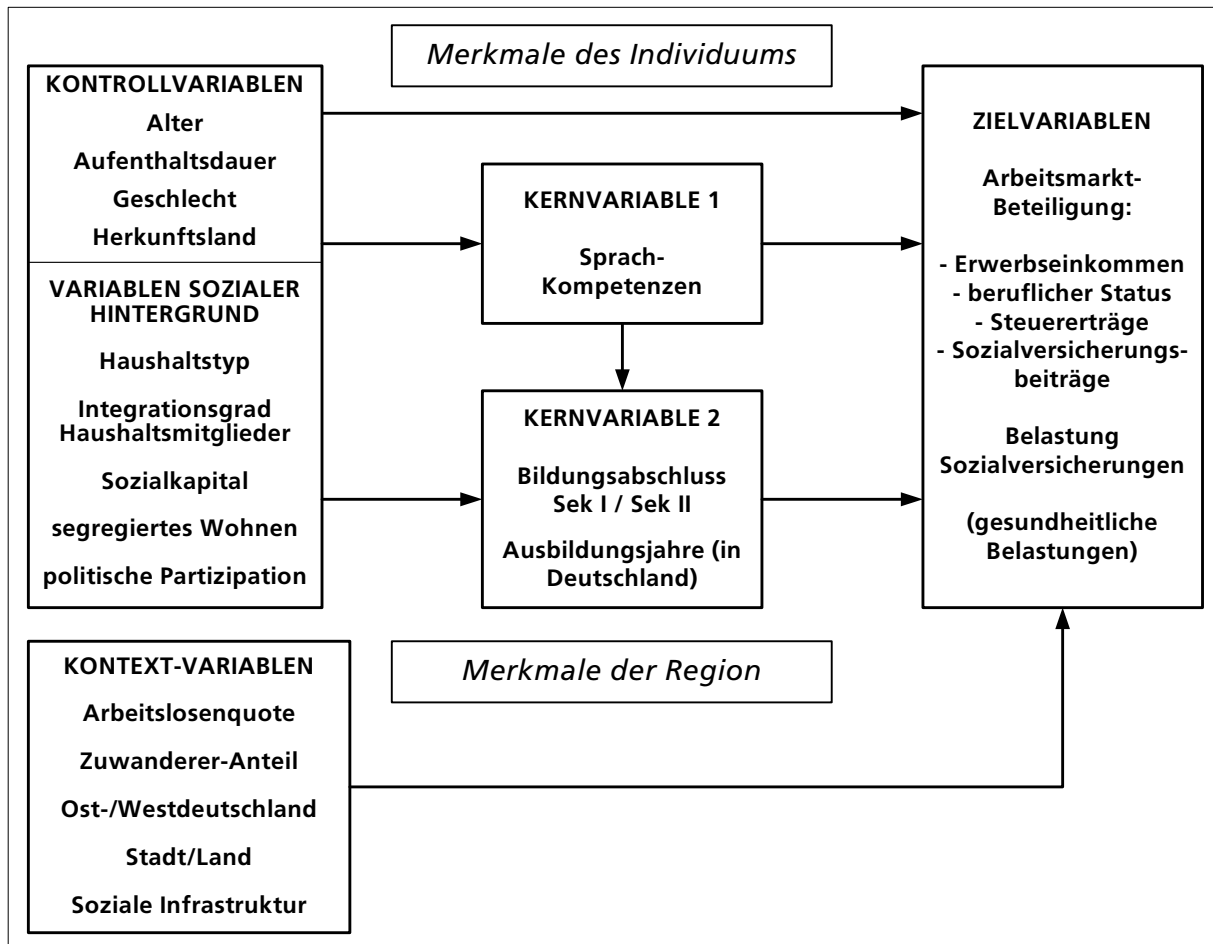 Merkmale des Individuums
KONTROLLVARIABLEN
Alter
Aufenthaltsdauer
Geschlecht
Herkunftsland
VARIABLEN SOZIALER
HINTERGRUND
Haushaltstyp
Integrationsgrad
Haushaltsmitglieder
Sozialkapital
segregiertes Wohnen
politische Partizipation
KERNVARIABLE 1
Sprach-
Kompetenzen
KERNVARIABLE 2
Bildungsabschluss
Sek I / Sek II
Ausbildungsjahre (in
Deutschland)
ZIELVARIABLEN
Arbeitsmarkt-
Beteiligung:
- Erwerbseinkommen
- beruflicher Status
- Steuererträge
- Sozialversicherungs-
beiträge
Belastung
Sozialversicherungen
(gesundheitliche
Belastungen)
Merkmale der Region
KONTEXT-VARIABLEN
Arbeitslosenquote
Zuwanderer-Anteil
Ost-/Westdeutschland
Stadt/Land
Soziale Infrastruktur